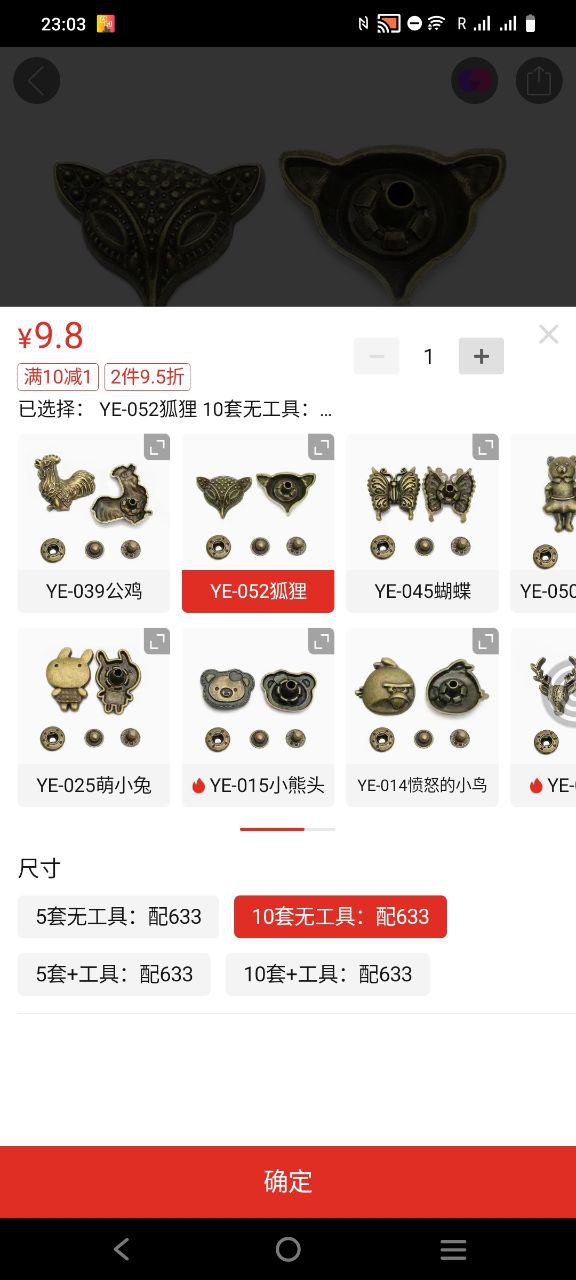 23:03
R
¥9.8
1
满10减1 2件9.5折
已选择： YE-052狐狸 10套无工具：...
YE-039公鸡
YE-052狐狸
YE-045蝴蝶
YE-050
YE-025萌小兔
YE-015小熊头
YE-014愤怒的小鸟
尺寸
5套无工具：配633
10套无工具：配633
5套+工具：配633
10套+工具：配633
确定